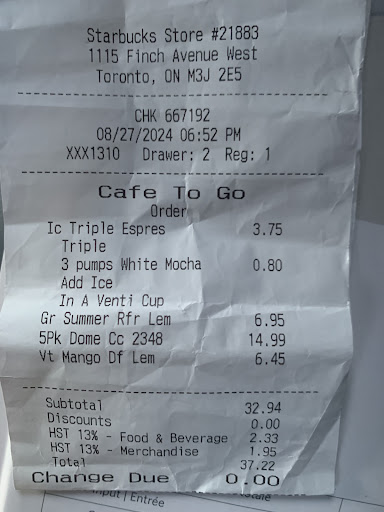 Starbucks Store #21883
1115 Finch Avenue West
Toronto, ON M3J 2E5
CHK 667192
08/27/2024 06:52 PM
XXX1310 Drawer: 2 Reg: 1
Cafe To Go
Order
Ic Triple Espres 3.75
Triple
3 pumps White Mocha 0.80
Add Ice
In A Venti Cup
Gr Summer Rfr Lem 6.95
5Pk Dome Cc 2348 14.99
Vt Mango Df Lem 6.45
Subtotal 32.94
Discounts 0.00
HST 13% - Food & Beverage 2.33
HST 13% - Merchandise 1.95
Total 37.22
Change Due 0.00
Input / Entrée